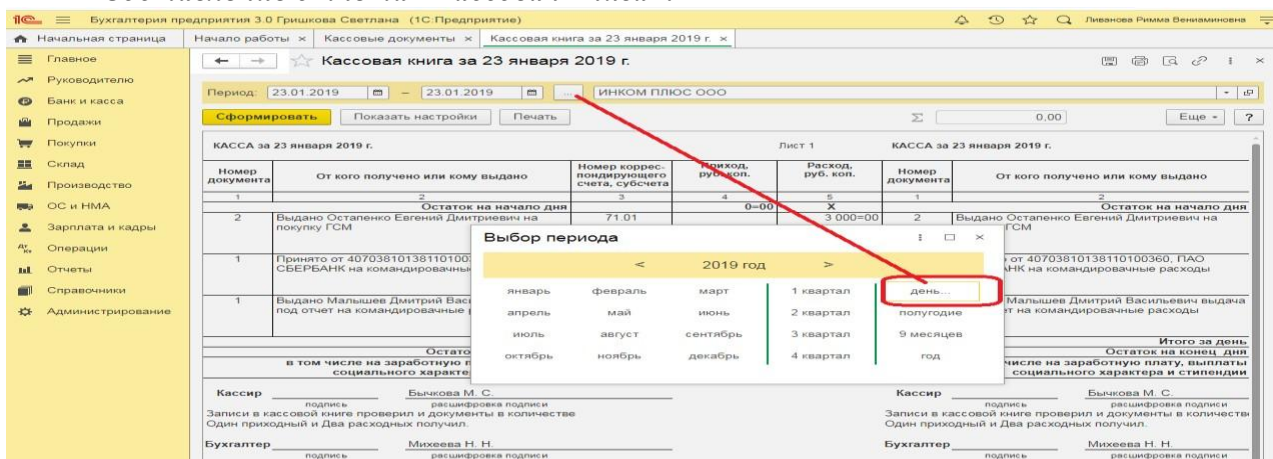 1С Бухгалтерия предприятия 3.0 Гришкова Светлана (1С:Предприятие) Ливанова Римма Вениаминовна
Начальная страница Начало работы × Кассовые документы × Кассовая книга за 23 января 2019 г. ×
Главное
Руководителю
Банк и касса
Продажи
Покупки
Склад
Производство
ОС и НМА
Зарплата и кадры
Операции
Отчеты
Справочники
Администрирование
Кассовая книга за 23 января 2019 г.
Период: 23.01.2019 – 23.01.2019 ... ИНКОМ ПЛЮС ООО
Сформировать Показать настройки Печать Σ 0,00 Еще ?
КАССА за 23 января 2019 г. Лист 1 КАССА за 23 января 2019 г.
Номер документа От кого получено или кому выдано Номер коррес-пондирующего счета, субсчета Приход, руб. коп. Расход, руб. коп. Номер документа От кого получено или кому выдано
1 2 3 4 5 1 2
Остаток на начало дня 0=00 X Остаток на начало дня
2 Выдано Остапенко Евгений Дмитриевич на 71.01 3 000=00 2 Выдано Остапенко Евгений Дмитриевич на
покупку ГСМ ГСМ
1 Принято от 40703810138110100 от 40703810138110100360, ПАО
СБЕРБАНК на командировочны НК на командировочные расходы
1 Выдано Малышев Дмитрий Вас Малышев Дмитрий Васильевич выдача
под отчет на командировочные т на командировочные расходы
Итого за день
Остато Остаток на конец дня
в том числе на заработную п числе на заработную плату, выплаты
социального характе социального характера и стипендии
Выбор периода
< 2019 год >
январь февраль март 1 квартал день...
апрель май июнь 2 квартал полугодие
июль август сентябрь 3 квартал 9 месяцев
октябрь ноябрь декабрь 4 квартал год
Кассир Бычкова М. С. Кассир Бычкова М. С.
подпись расшифровка подписи подпись расшифровка подписи
Записи в кассовой книге проверил и документы в количестве Записи в кассовой книге проверил и документы в количеств
Один приходный и Два расходных получил. Один приходный и Два расходных получил.
Бухгалтер Михеева Н. Н. Бухгалтер Михеева Н. Н.
подпись расшифровка подписи подпись расшифровка подписи